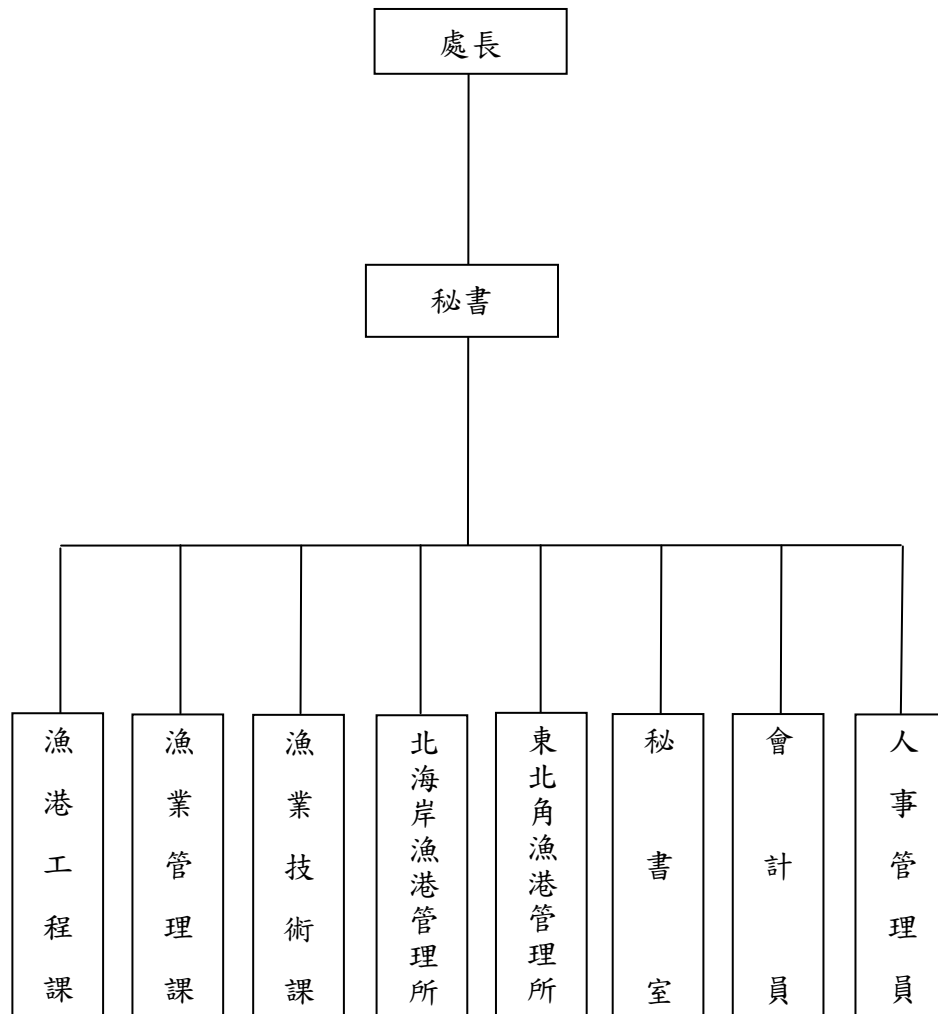 處長
秘書
漁港工程課
漁業管理課
漁業技術課
北海岸漁港管理所
東北角漁港管理所
秘書室
會計員
人事管理員